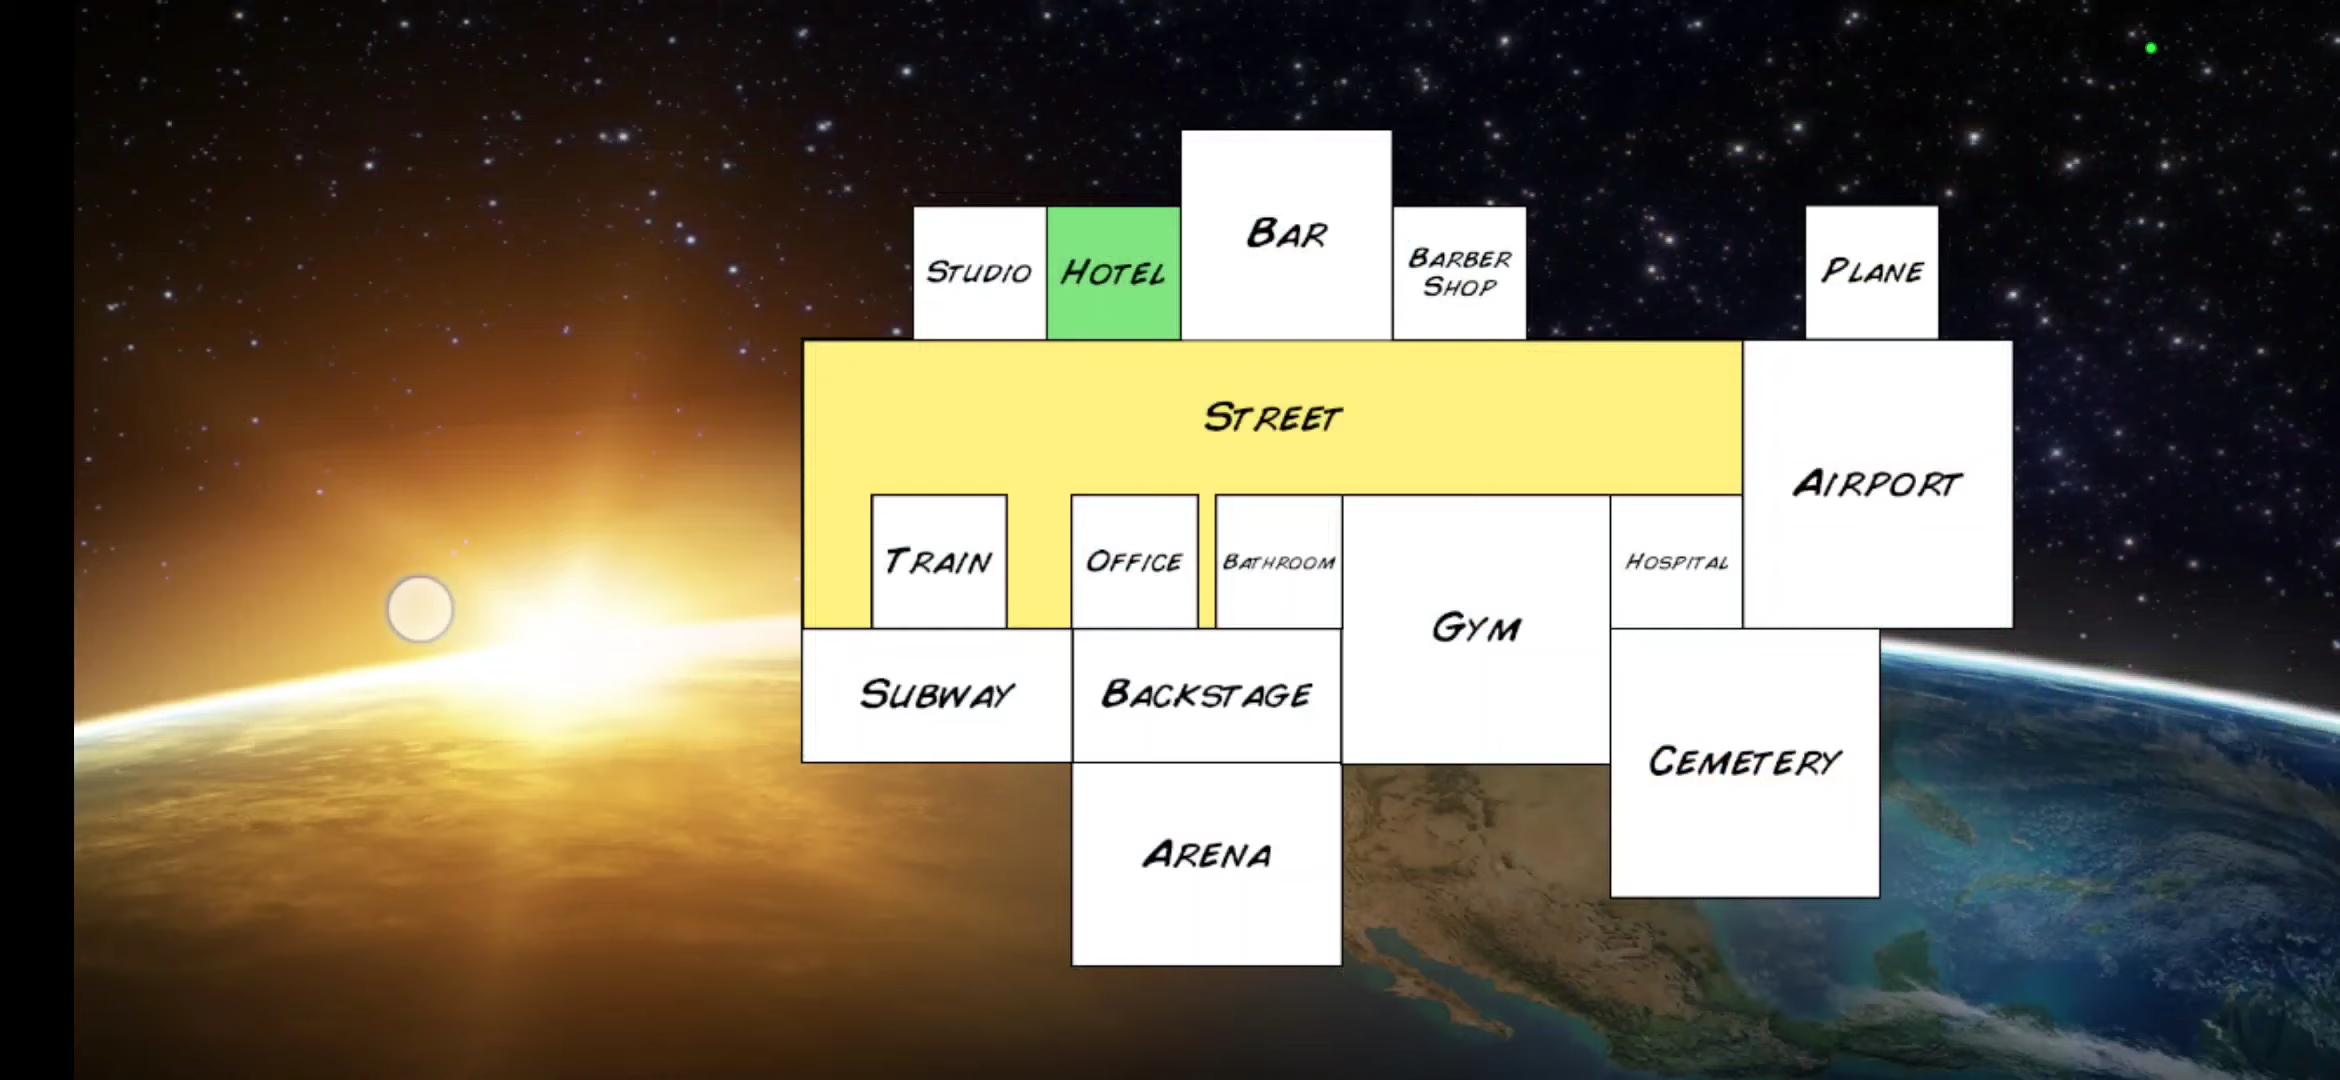 BAR
STUDIO
HOTEL
BARBER
SHOP
PLANE
STREET
AIRPORT
TRAIN
OFFICE
BATHROOM
HOSPITAL
GYM
SUBWAY
BACKSTAGE
CEMETERY
ARENA